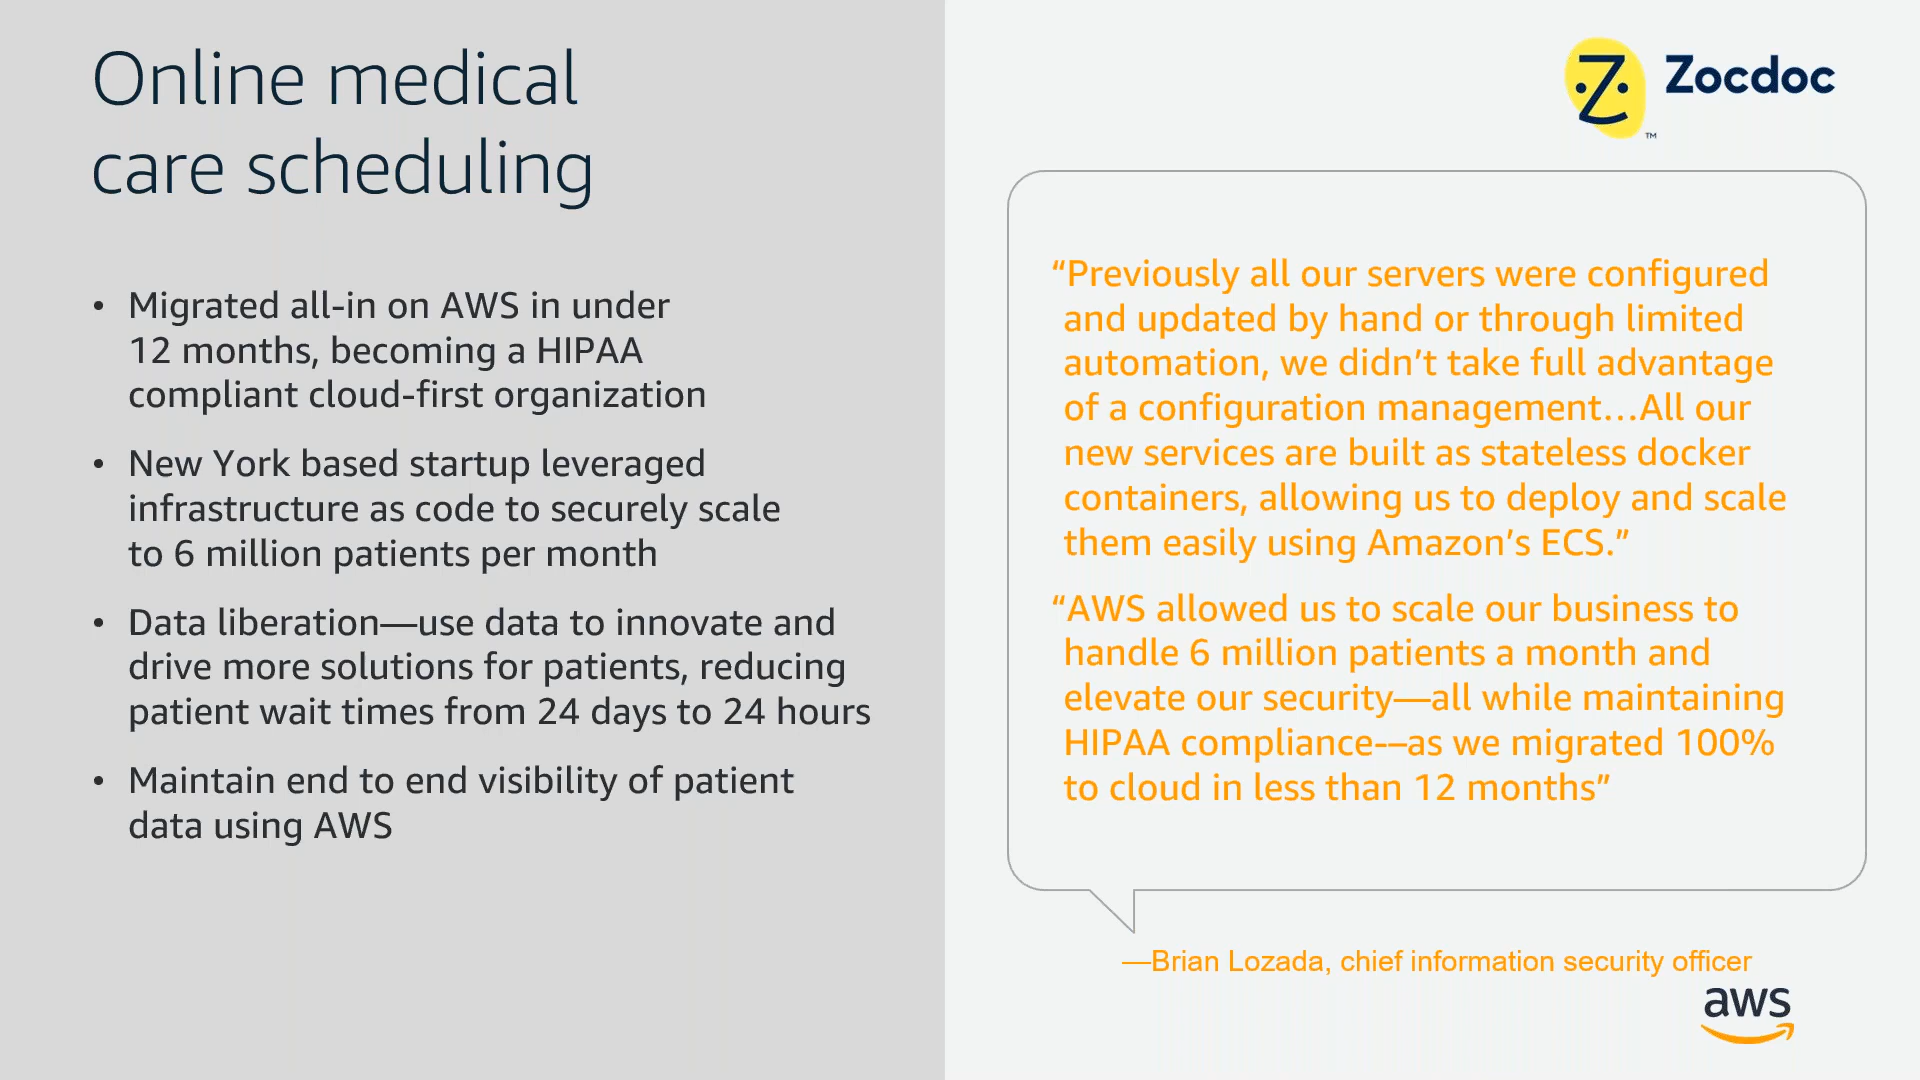 Online medical
care scheduling
• Migrated all-in on AWS in under
12 months, becoming a HIPAA
compliant cloud-first organization
• New York based startup leveraged
infrastructure as code to securely scale
to 6 million patients per month
• Data liberation—use data to innovate and
drive more solutions for patients, reducing
patient wait times from 24 days to 24 hours
• Maintain end to end visibility of patient
data using AWS
Zocdoc
TM
“Previously all our servers were configured
and updated by hand or through limited
automation, we didn’t take full advantage
of a configuration management…All our
new services are built as stateless docker
containers, allowing us to deploy and scale
them easily using Amazon’s ECS.”
“AWS allowed us to scale our business to
handle 6 million patients a month and
elevate our security—all while maintaining
HIPAA compliance-–as we migrated 100%
to cloud in less than 12 months”
—Brian Lozada, chief information security officer
aws